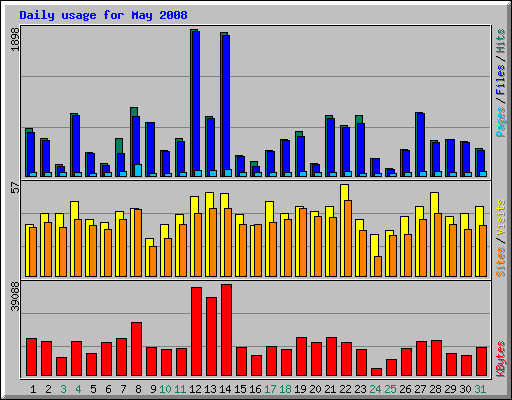 Daily usage for May 2008
1898
Pages / Files / Hits
57
Sites / Visits
39088
KBytes
1 2 3 4 5 6 7 8 9 10 11 12 13 14 15 16 17 18 19 20 21 22 23 24 25 26 27 28 29 30 31